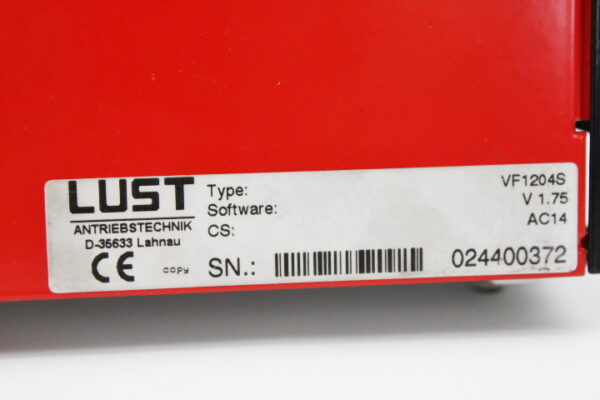 LUST
ANTRIEBSTECHNIK
D-35633 Lahnau
CE
copy
Type: VF1204S
Software: V 1.75
CS: AC14
SN.: 024400372